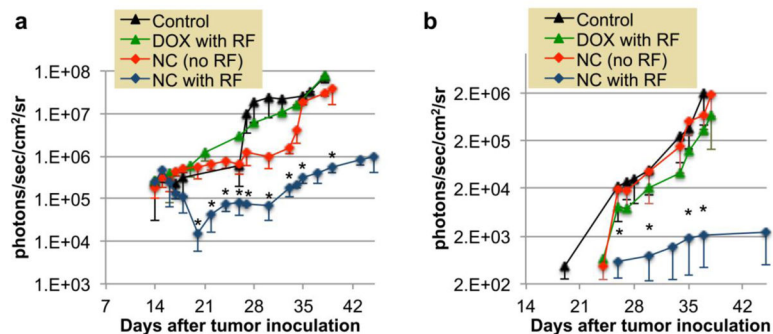 a
Control
DOX with RF
NC (no RF)
NC with RF
photons/sec/cm²/sr
1.E+08
1.E+07
1.E+06
1.E+05
1.E+04
1.E+03
* * * * * * * *
7 14 21 28 35 42
Days after tumor inoculation
b
Control
DOX with RF
NC (no RF)
NC with RF
photons/sec/cm²/sr
2.E+06
2.E+05
2.E+04
2.E+03
2.E+02
* * * *
14 21 28 35 42
Days after tumor inoculation